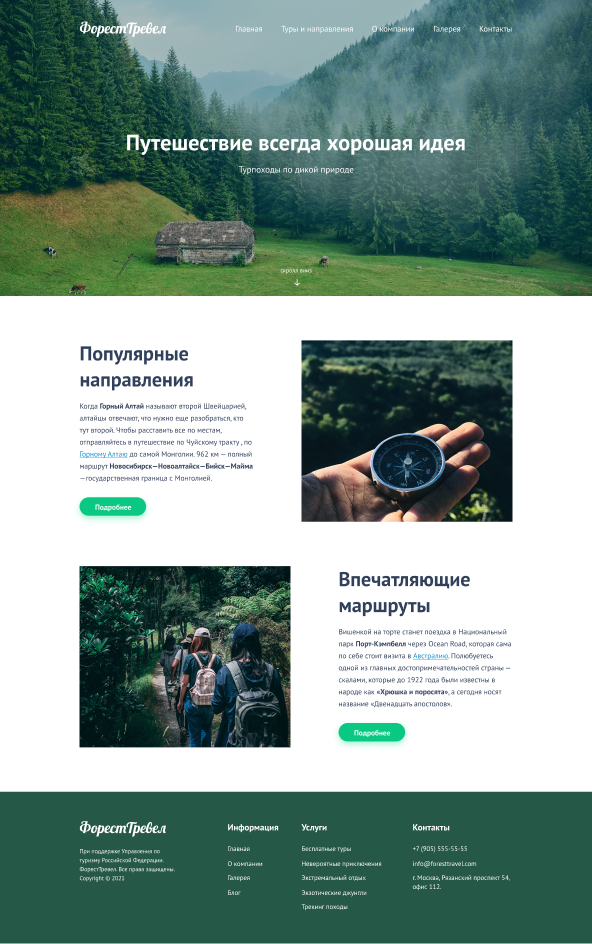 ФорестТревел
Главная Туры и направления О компании Галерея Контакты
Путешествие всегда хорошая идея
Турпоходы по дикой природе
скролл вниз
Популярные
направления
Когда Горный Алтай называют второй Швейцарией,
алтайцы отвечают, что нужно еще разобраться, кто
тут второй. Чтобы расставить все по местам,
отправляйтесь в путешествие по Чуйскому тракту , по
Горному Алтаю до самой Монголии. 962 км — полный
маршрут Новосибирск—Новоалтайск—Бийск—Майма
—государственная граница с Монголией.
Подробнее
Впечатляющие
маршруты
Вишенкой на торте станет поездка в Национальный
парк Порт-Кэмпбелл через Ocean Road, которая сама
по себе стоит визита в Австралию. Полюбуетесь
одной из главных достопримечательностей страны —
скалами, которые до 1922 года были известны в
народе как «Хрюшка и поросята», а сегодня носят
название «Двенадцать апостолов».
Подробнее
ФорестТревел
При поддержке Управления по
туризму Российской Федерации.
ФорестТревел. Все права защищены.
Copyright © 2021
Информация
Главная
О компании
Галерея
Блог
Услуги
Бесплатные туры
Невероятные приключения
Экстремальный отдых
Экзотические джунгли
Трекинг походы
Контакты
+7 (905) 555-55-55
info@foresttravel.com
г. Москва, Рязанский проспект 54,
офис 112.